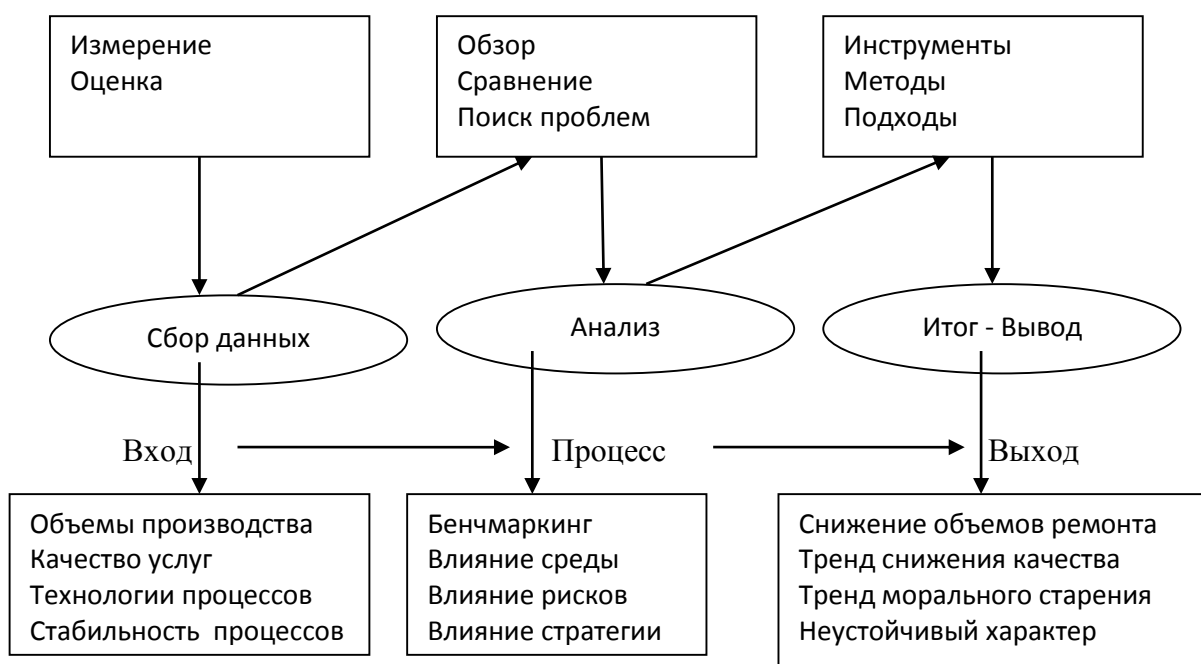 Измерение
Оценка
Обзор
Сравнение
Поиск проблем
Инструменты
Методы
Подходы
Сбор данных
Анализ
Итог - Вывод
Вход
Процесс
Выход
Объемы производства
Качество услуг
Технологии процессов
Стабильность процессов
Бенчмаркинг
Влияние среды
Влияние рисков
Влияние стратегии
Снижение объемов ремонта
Тренд снижения качества
Тренд морального старения
Неустойчивый характер